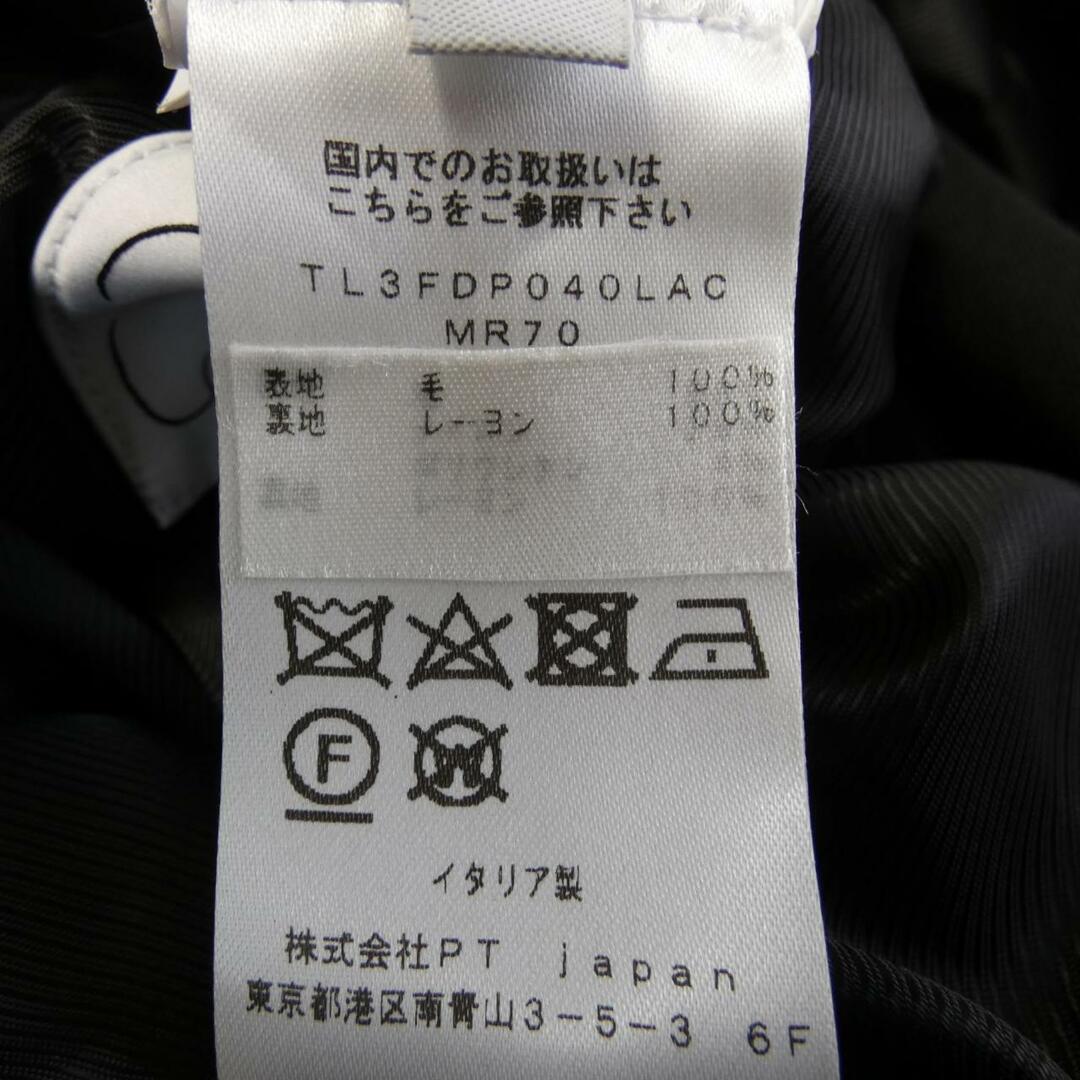 国内でのお取扱いは
こちらをご参照下さい
TL3FDP040LAC
MR70
表地 毛 100%
裏地 レーヨン 100%
F
W
イタリア製
株式会社PT japan
東京都港区南青山3-5-3 6F